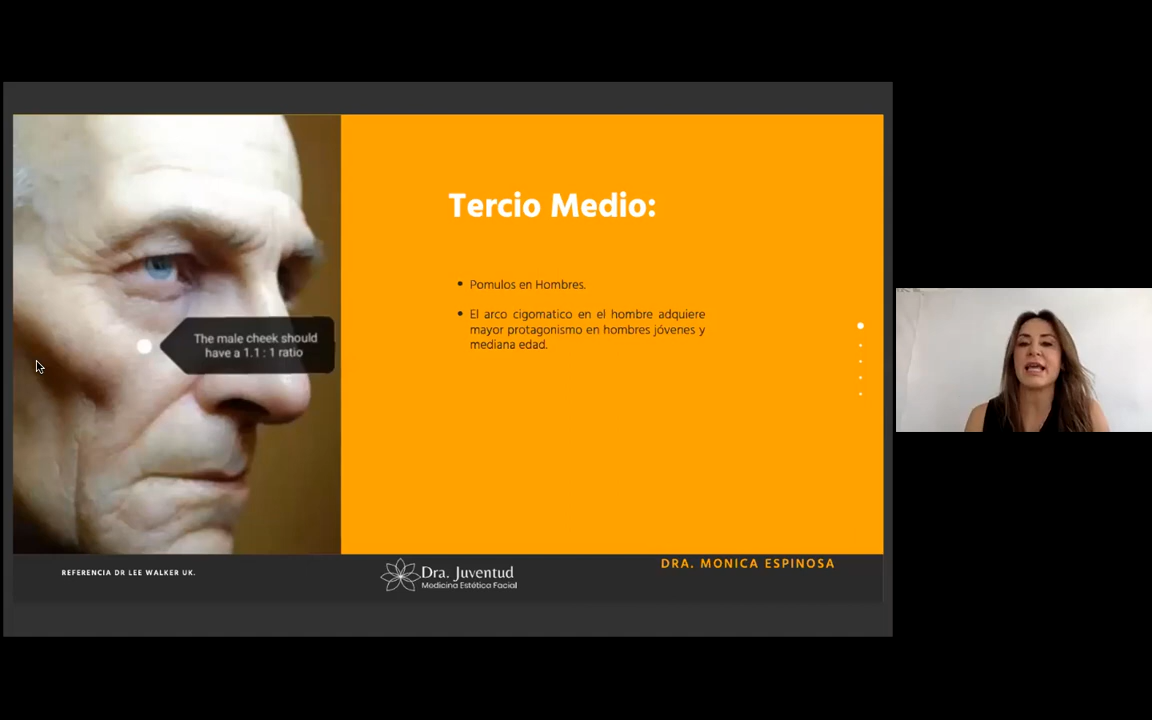 Tercio Medio:
• Pomulos en Hombres.
• El arco cigomatico en el hombre adquiere
mayor protagonismo en hombres jóvenes y
mediana edad.
The male cheek should
have a 1.1 : 1 ratio
REFERENCIA DR LEE WALKER UK.
Dra. Juventud
Medicina Estética Facial
DRA. MONICA ESPINOSA